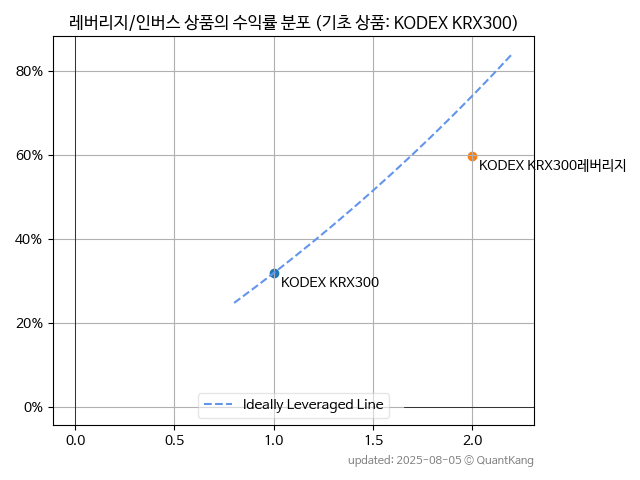 레버리지/인버스 상품의 수익률 분포 (기초 상품: KODEX KRX300)
80%
60%
KODEX KRX300레버리지
40%
KODEX KRX300
20%
0%
Ideally Leveraged Line
0.0 0.5 1.0 1.5 2.0
updated: 2025-08-05 © QuantKang